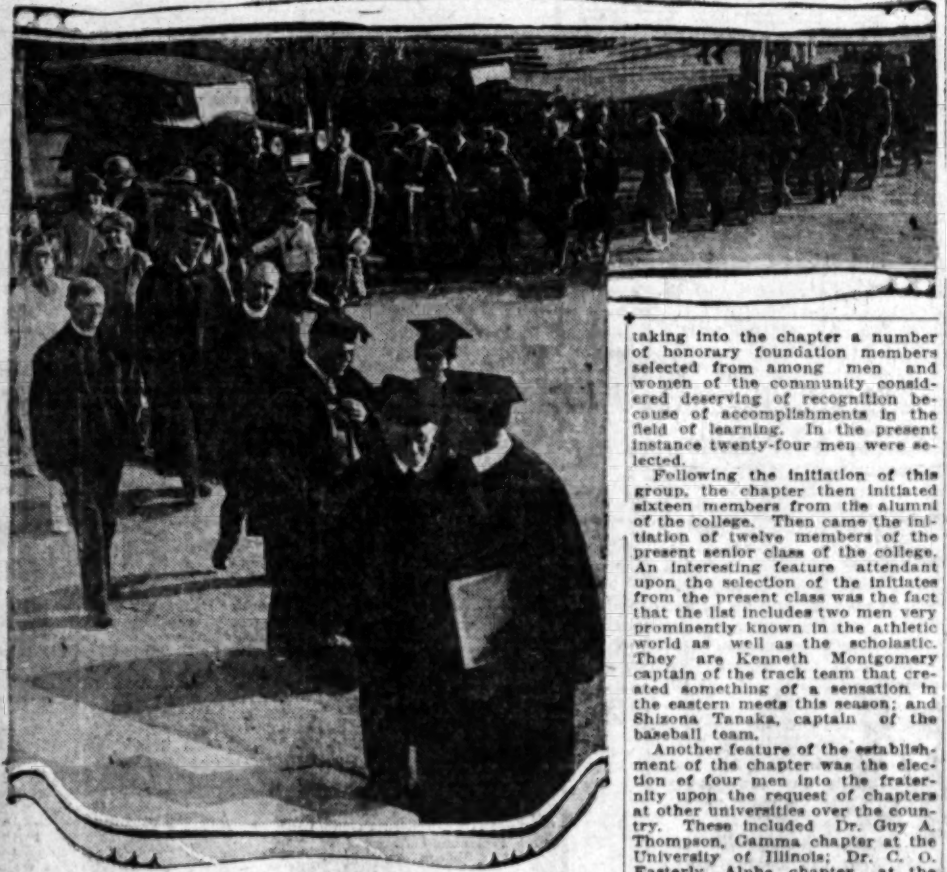 taking into the chapter a number
of honorary foundation members
selected from among men and
women of the community consid-
ered deserving of recognition be-
cause of accomplishments in the
field of learning. In the present
instance twenty-four men were se-
lected.
Following the initiation of this
group, the chapter then initiated
sixteen members from the alumni
of the college. Then came the ini-
tiation of twelve members of the
present senior class of the college.
An interesting feature attendant
upon the selection of the initiates
from the present class was the fact
that the list includes two men very
prominently known in the athletic
world as well as the scholastic.
They are Kenneth Montgomery
captain of the track team that cre-
ated something of a sensation in
the eastern meets this season; and
Shizona Tanaka, captain of the
baseball team.
Another feature of the establish-
ment of the chapter was the elec-
tion of four men into the frater-
nity upon the request of chapters
at other universities over the coun-
try. These included Dr. Guy A.
Thompson, Gamma chapter at the
University of Illinois; Dr. C. O.
Easterly, Alpha chapter, at the